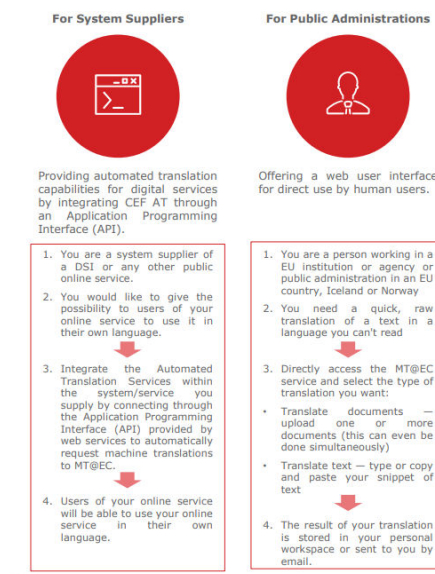 For System Suppliers
Providing automated translation
capabilities for digital services
by integrating CEF AT through
an Application Programming
Interface (API).
1. You are a system supplier of
a DSI or any other public
online service.
2. You would like to give the
possibility to users of your
online service to use it in
their own language.
3. Integrate the Automated
Translation Services within
the system/service you
supply by connecting through
the Application Programming
Interface (API) provided by
web services to automatically
request machine translations
to MT@EC.
4. Users of your online service
will be able to use your online
service in their own
language.
For Public Administrations
Offering a web user interface
for direct use by human users.
1. You are a person working in a
EU institution or agency or
public administration in an EU
country, Iceland or Norway
2. You need a quick, raw
translation of a text in a
language you can't read
3. Directly access the MT@EC
service and select the type of
translation you want:
• Translate documents —
upload one or more
documents (this can even be
done simultaneously)
• Translate text — type or copy
and paste your snippet of
text
4. The result of your translation
is stored in your personal
workspace or sent to you by
email.